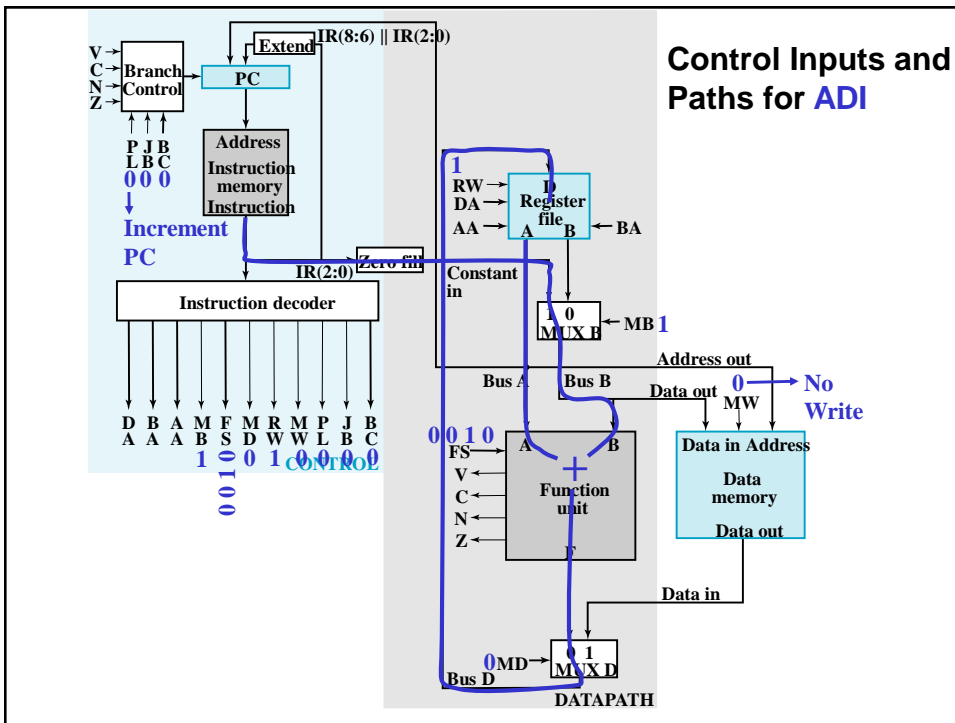 Control Inputs and
Paths for ADI
IR(8:6) || IR(2:0)
Extend
V
C
N
Z
Branch
Control
PC
P
L
0
J
B
0
B
C
0
Increment
PC
Address
Instruction
memory
Instruction
IR(2:0)
Zero fill
Instruction decoder
D
A
B
A
A
A
M
B
1
F
S
0 0 1 0
M
D
0
R
W
1
M
W
0
P
L
0
J
B
0
B
C
0
CONTROL
1
RW
DA
AA
D
Register
file
A B
BA
Constant
in
1 0
MUX B
MB 1
Address out
Bus A
Bus B
Data out
0
MW
No
Write
0 0 1 0
FS
V
C
N
Z
A B
+
Function
unit
F
Data in Address
Data
memory
Data out
Data in
0 MD
0 1
MUX D
Bus D
DATAPATH